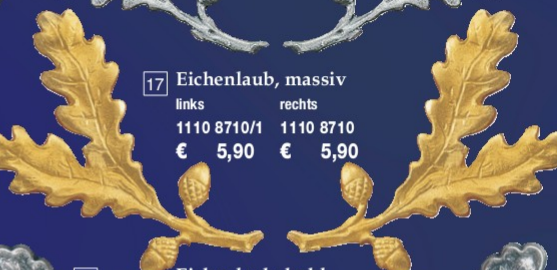 17 Eichenlaub, massiv
links rechts
1110 8710/1 1110 8710
€ 5,90 € 5,90